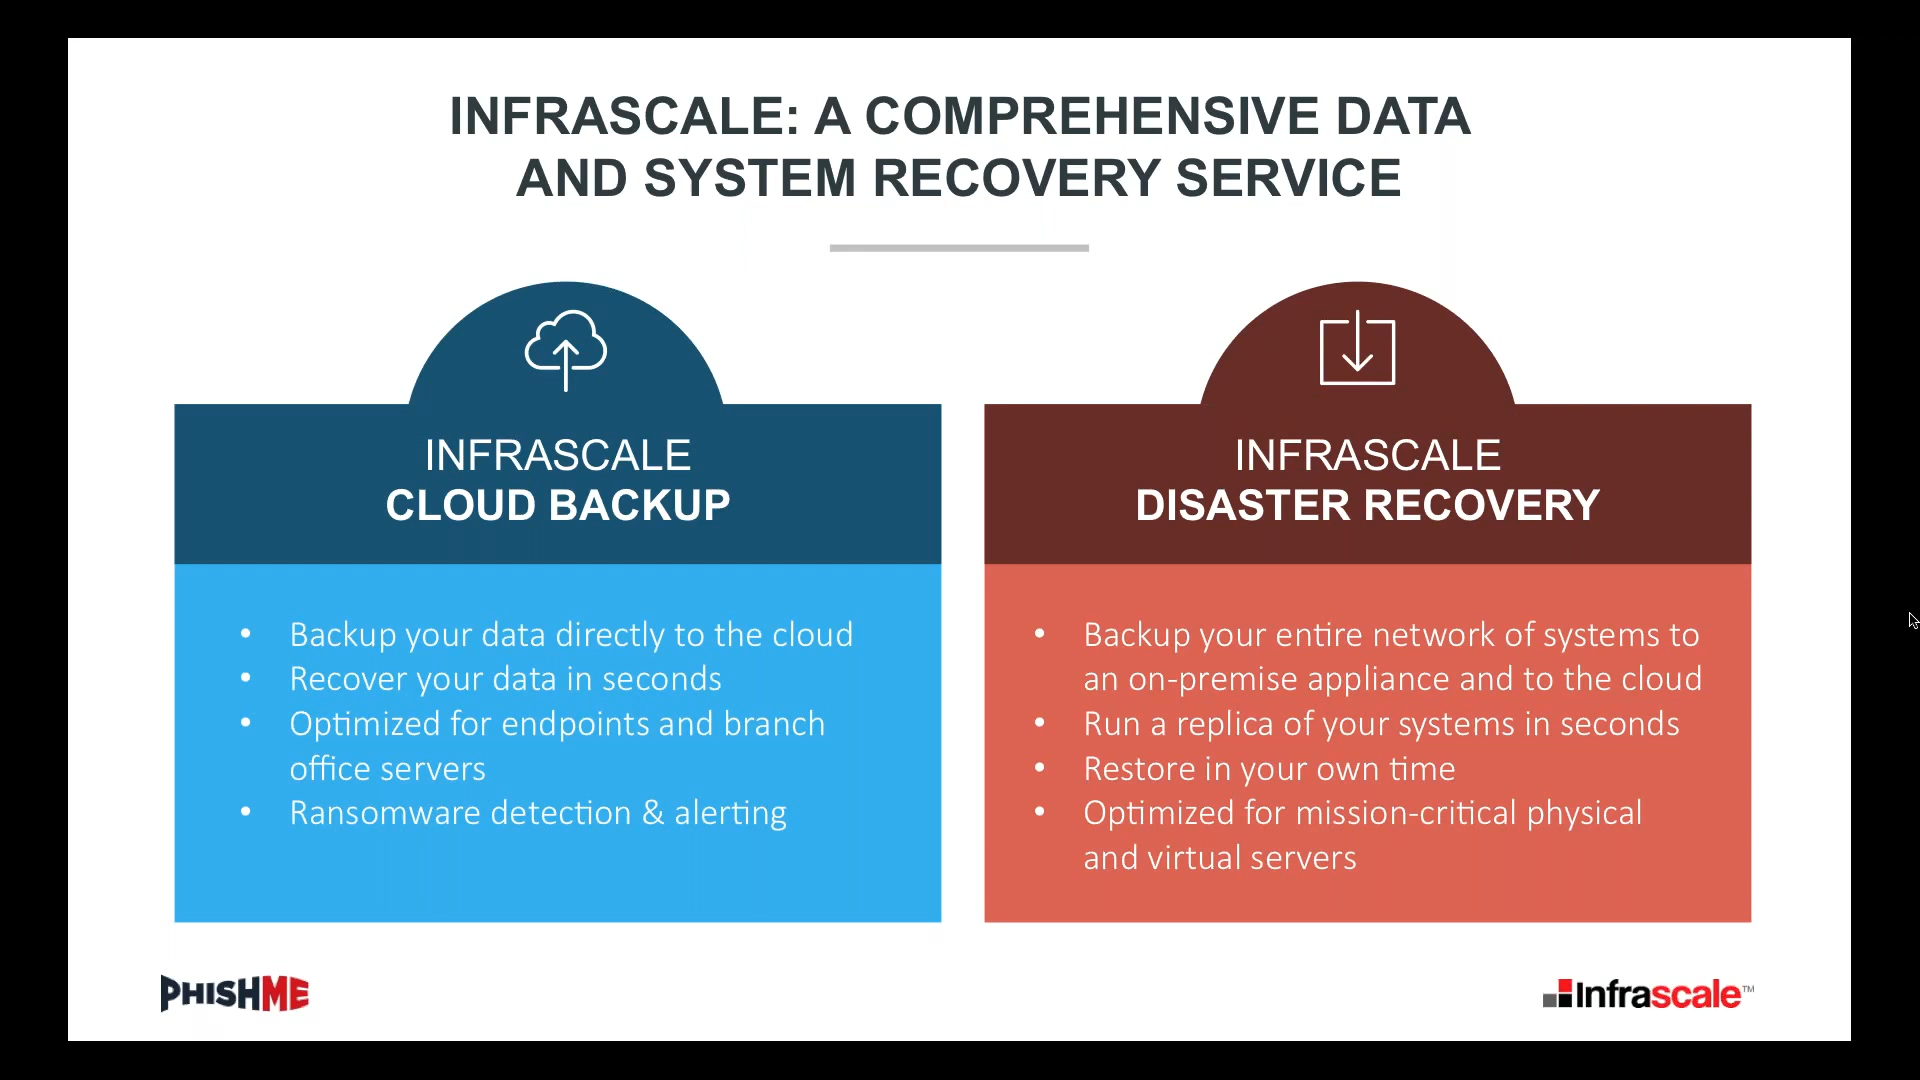 INFRASCALE: A COMPREHENSIVE DATA
AND SYSTEM RECOVERY SERVICE
INFRASCALE
CLOUD BACKUP
• Backup your data directly to the cloud
• Recover your data in seconds
• Optimized for endpoints and branch
office servers
• Ransomware detection & alerting
INFRASCALE
DISASTER RECOVERY
• Backup your entire network of systems to
an on-premise appliance and to the cloud
• Run a replica of your systems in seconds
• Restore in your own time
• Optimized for mission-critical physical
and virtual servers
PHISHME
Infrascale™